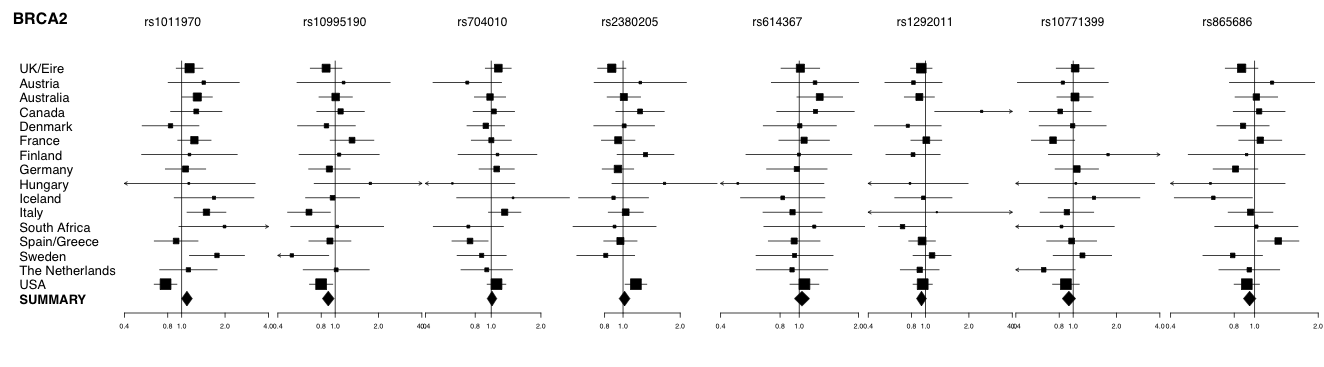 BRCA2
rs1011970 rs10995190 rs704010 rs2380205 rs614367 rs1292011 rs10771399 rs865686
UK/Eire
Austria
Australia
Canada
Denmark
France
Finland
Germany
Hungary
Iceland
Italy
South Africa
Spain/Greece
Sweden
The Netherlands
USA
SUMMARY
0.4 0.8 1.0 2.0 4.0 0.4 0.8 1.0 2.0 4.0 0.4 0.8 1.0 2.0 0.8 1.0 2.0 0.4 0.8 1.0 2.0 0.4 0.8 1.0 2.0 4.0 0.4 0.8 1.0 2.0 4.0 0.4 0.8 1.0 2.0